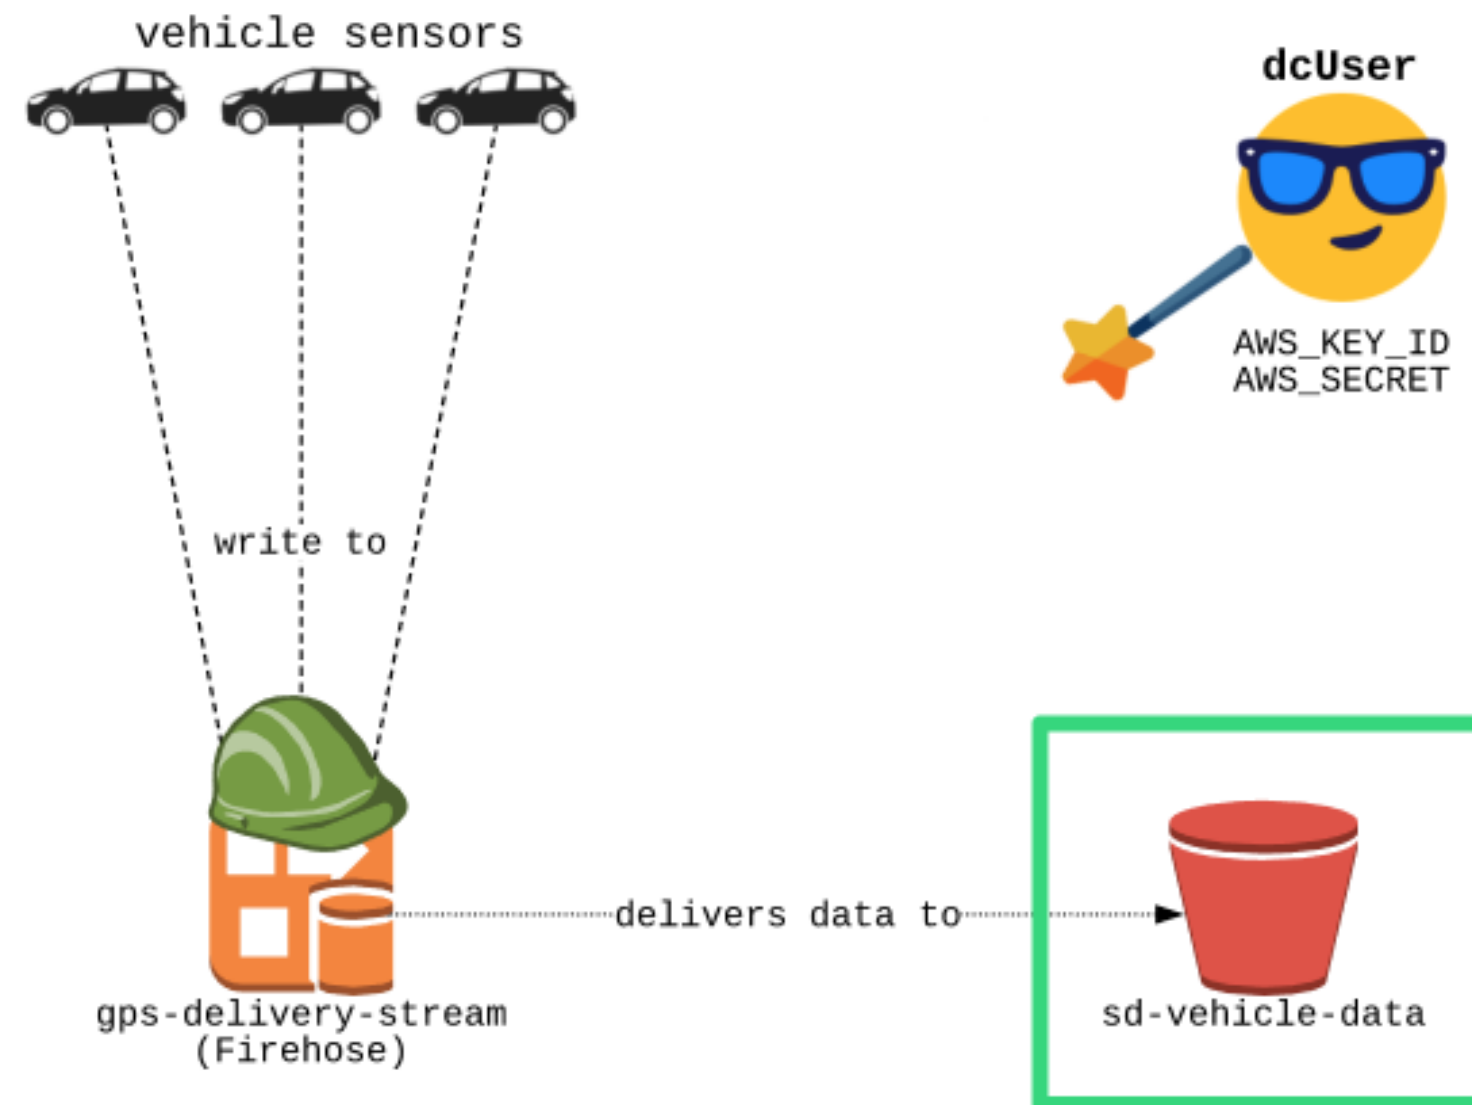 vehicle sensors
dcUser
AWS_KEY_ID
AWS_SECRET
write to
delivers data to
gps-delivery-stream
(Firehose)
sd-vehicle-data